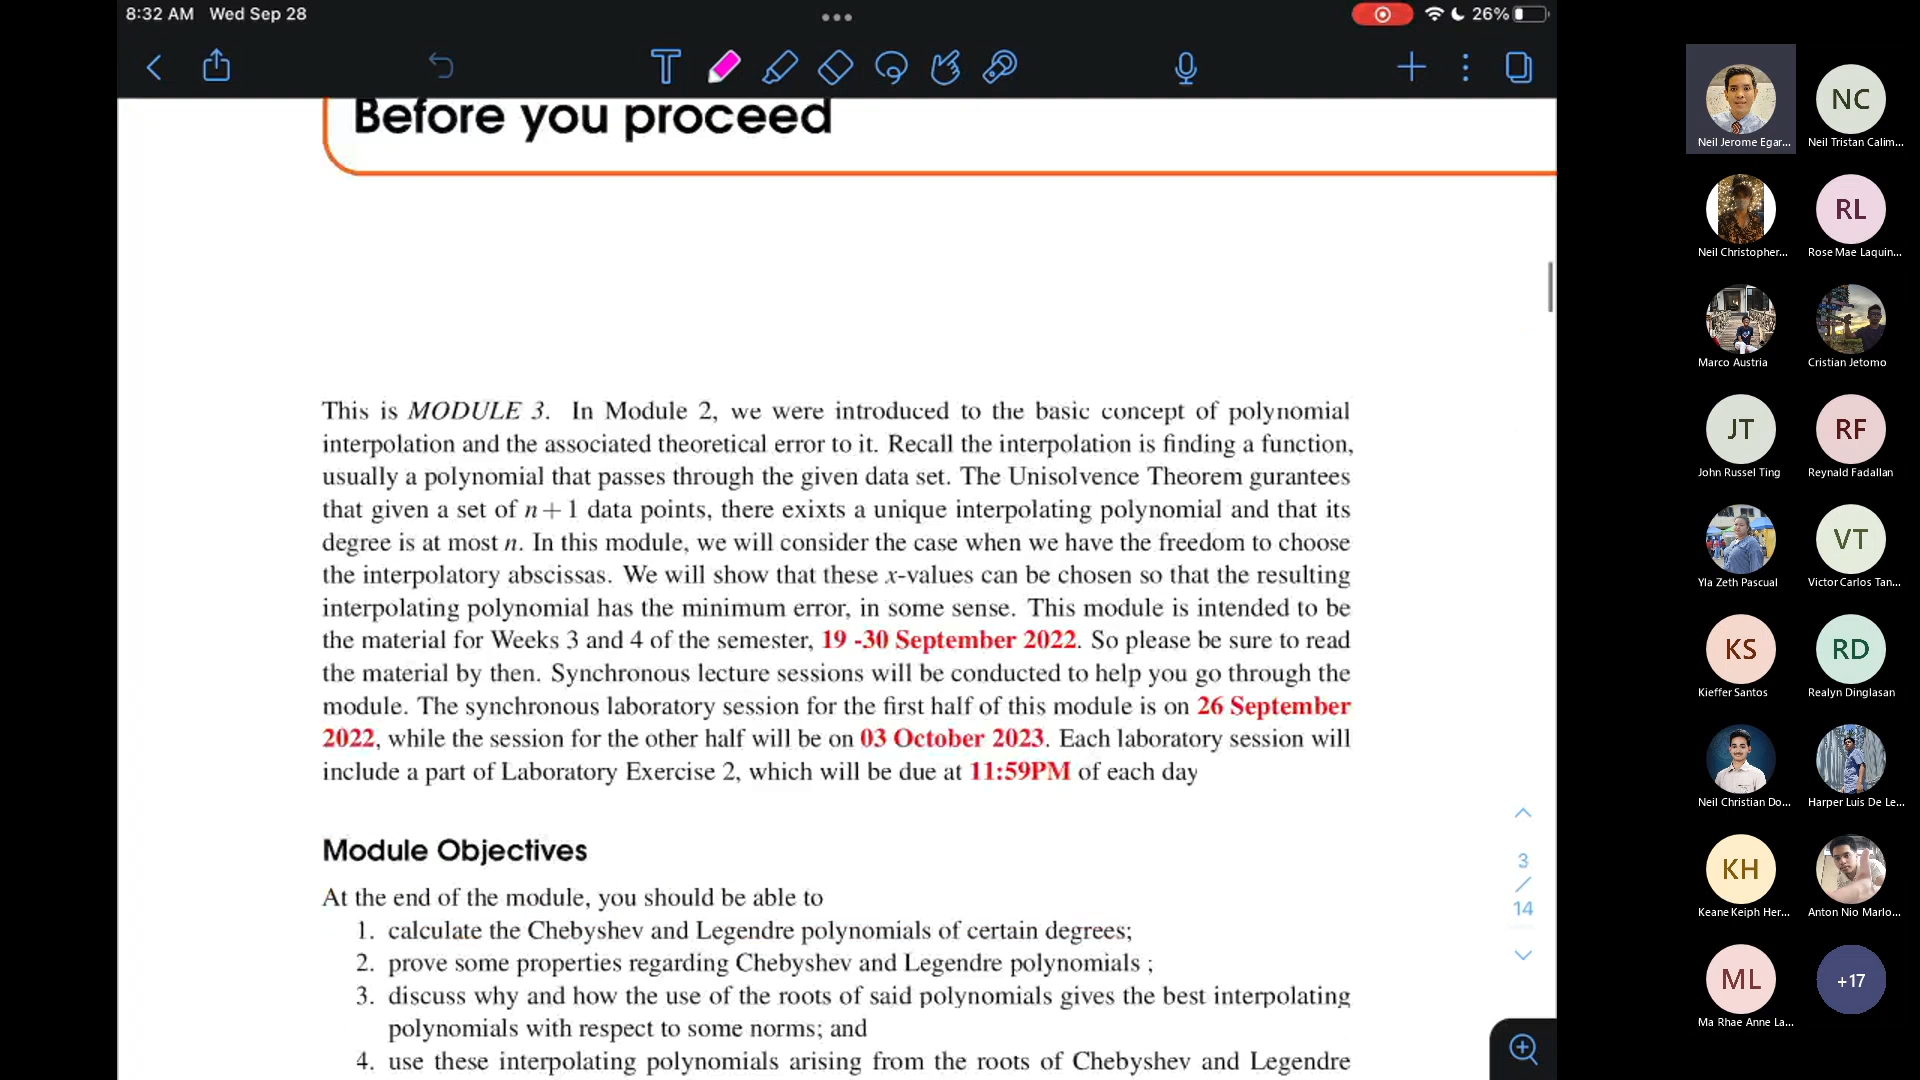 8:32 AM Wed Sep 28
26%
Before you proceed
This is MODULE 3. In Module 2, we were introduced to the basic concept of polynomial
interpolation and the associated theoretical error to it. Recall the interpolation is finding a function,
usually a polynomial that passes through the given data set. The Unisolvence Theorem gurantees
that given a set of n+1 data points, there exixts a unique interpolating polynomial and that its
degree is at most n. In this module, we will consider the case when we have the freedom to choose
the interpolatory abscissas. We will show that these x-values can be chosen so that the resulting
interpolating polynomial has the minimum error, in some sense. This module is intended to be
the material for Weeks 3 and 4 of the semester, 19 -30 September 2022. So please be sure to read
the material by then. Synchronous lecture sessions will be conducted to help you go through the
module. The synchronous laboratory session for the first half of this module is on 26 September
2022, while the session for the other half will be on 03 October 2023. Each laboratory session will
include a part of Laboratory Exercise 2, which will be due at 11:59PM of each day
Module Objectives
At the end of the module, you should be able to
1. calculate the Chebyshev and Legendre polynomials of certain degrees;
2. prove some properties regarding Chebyshev and Legendre polynomials ;
3. discuss why and how the use of the roots of said polynomials gives the best interpolating
polynomials with respect to some norms; and
4. use these interpolating polynomials arising from the roots of Chebyshev and Legendre
3
/
14
NC
Neil Jerome Egar... Neil Tristan Calim...
RL
Neil Christopher... Rose Mae Laquin...
Marco Austria Cristian Jetomo
JT RF
John Russel Ting Reynald Fadallan
VT
Yla Zeth Pascual Victor Carlos Tan...
KS RD
Kieffer Santos Realyn Dinglasan
Neil Christian Do... Harper Luis De Le...
KH
Keane Keiph Her... Anton Nio Marlo...
ML +17
Ma Rhae Anne La...